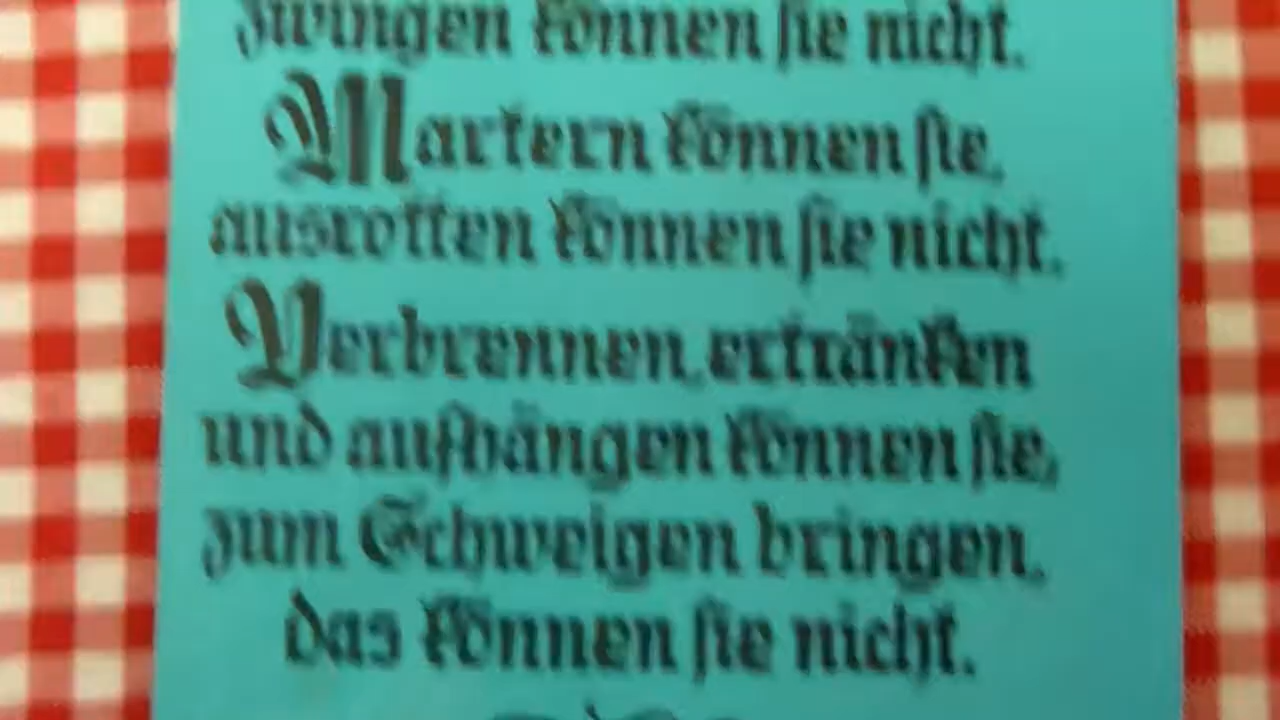 zwingen können sie nicht.
Martern können sie,
ausrotten können sie nicht.
Verbrennen, ertränken
und aufhängen können sie,
zum Schweigen bringen,
das können sie nicht.